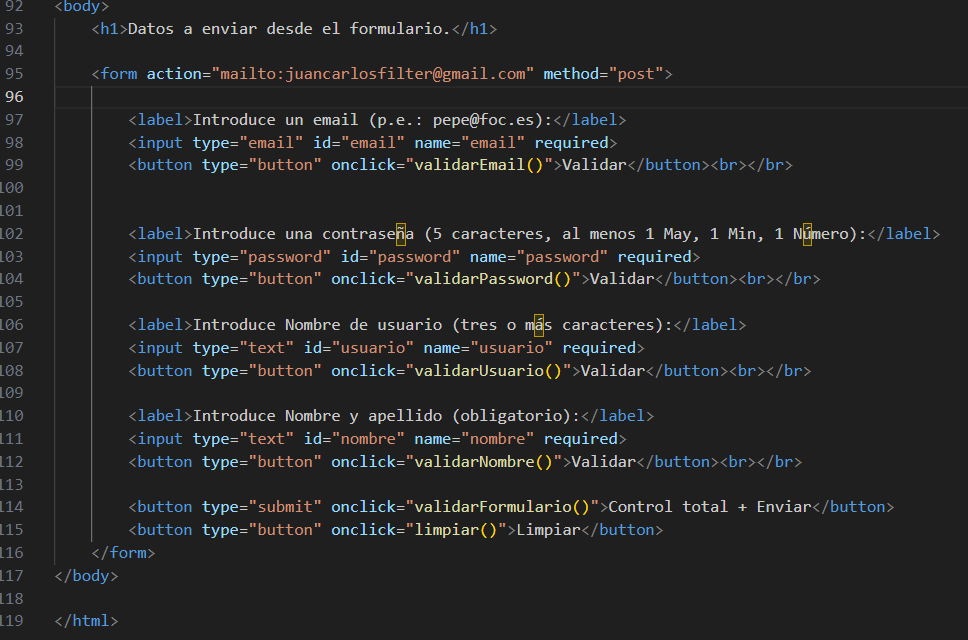 92 <body>
93 <h1>Datos a enviar desde el formulario.</h1>
94
95 <form action="mailto:juancarlosfilter@gmail.com" method="post">
96
97 <label>Introduce un email (p.e.: pepe@foc.es):</label>
98 <input type="email" id="email" name="email" required>
99 <button type="button" onclick="validarEmail()">Validar</button><br></br>
100
101
102 <label>Introduce una contraseña (5 caracteres, al menos 1 May, 1 Min, 1 Número):</label>
103 <input type="password" id="password" name="password" required>
104 <button type="button" onclick="validarPassword()">Validar</button><br></br>
105
106 <label>Introduce Nombre de usuario (tres o más caracteres):</label>
107 <input type="text" id="usuario" name="usuario" required>
108 <button type="button" onclick="validarUsuario()">Validar</button><br></br>
109
110 <label>Introduce Nombre y apellido (obligatorio):</label>
111 <input type="text" id="nombre" name="nombre" required>
112 <button type="button" onclick="validarNombre()">Validar</button><br></br>
113
114 <button type="submit" onclick="validarFormulario()">Control total + Enviar</button>
115 <button type="button" onclick="limpiar()">Limpiar</button>
116 </form>
117 </body>
118
119 </html>